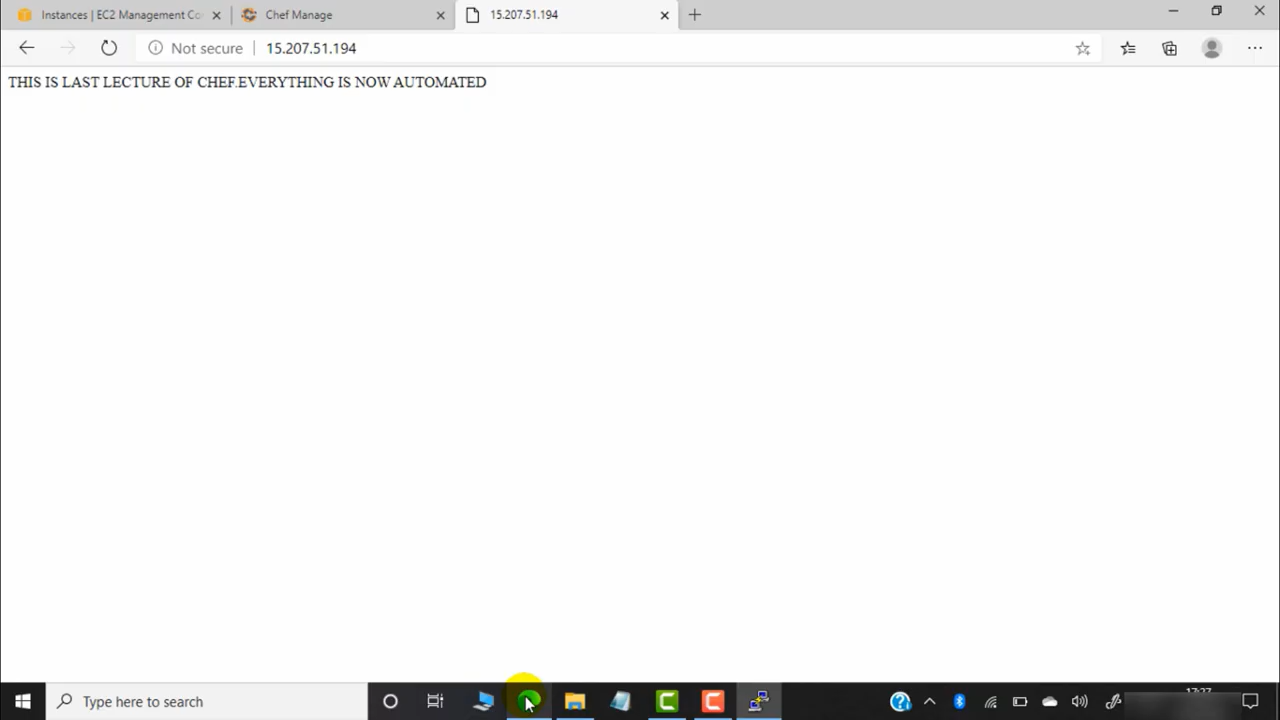 Instances | EC2 Management Co
Chef Manage
15.207.51.194
Not secure
15.207.51.194
THIS IS LAST LECTURE OF CHEF.EVERYTHING IS NOW AUTOMATED
Type here to search